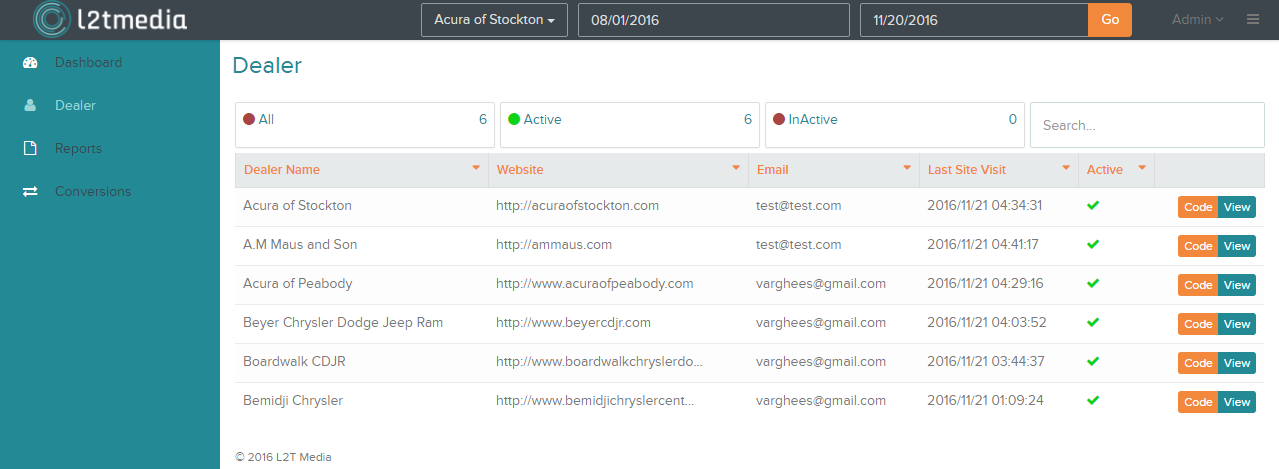 l2tmedia Acura of Stockton 08/01/2016 11/20/2016 Go Admin
Dashboard
Dealer
Reports
Conversions
Dealer
All 6 Active 6 InActive 0 Search...
Dealer Name Website Email Last Site Visit Active
Acura of Stockton http://acuraofstockton.com test@test.com 2016/11/21 04:34:31 Code View
A.M Maus and Son http://ammaus.com test@test.com 2016/11/21 04:41:17 Code View
Acura of Peabody http://www.acuraofpeabody.com varghees@gmail.com 2016/11/21 04:29:16 Code View
Beyer Chrysler Dodge Jeep Ram http://www.beyercdjr.com varghees@gmail.com 2016/11/21 04:03:52 Code View
Boardwalk CDJR http://www.boardwalkchryslerdo... varghees@gmail.com 2016/11/21 03:44:37 Code View
Bemidji Chrysler http://www.bemidjichryslercent... varghees@gmail.com 2016/11/21 01:09:24 Code View
© 2016 L2T Media